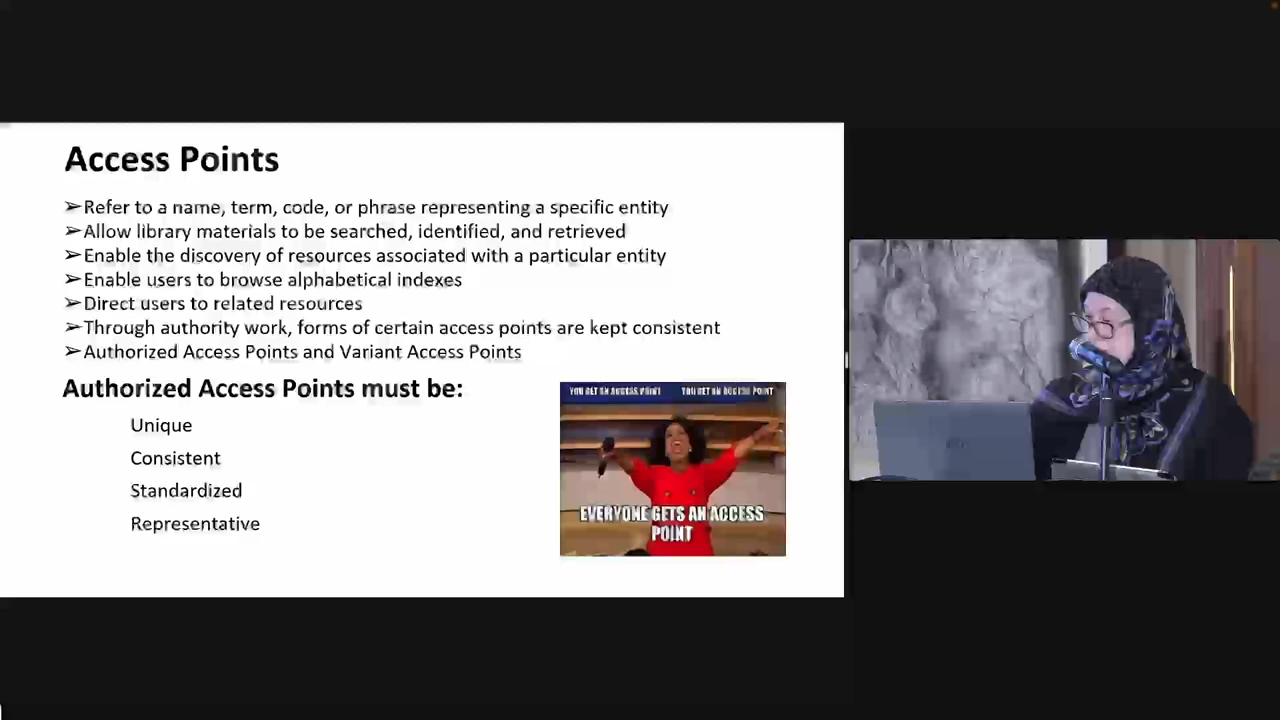 Access Points
➢Refer to a name, term, code, or phrase representing a specific entity
➢Allow library materials to be searched, identified, and retrieved
➢Enable the discovery of resources associated with a particular entity
➢Enable users to browse alphabetical indexes
➢Direct users to related resources
➢Through authority work, forms of certain access points are kept consistent
➢Authorized Access Points and Variant Access Points
Authorized Access Points must be:
Unique
Consistent
Standardized
Representative
YOU GET AN ACCESS POINT YOU GET AN ACCESS POINT
EVERYONE GETS AN ACCESS
POINT